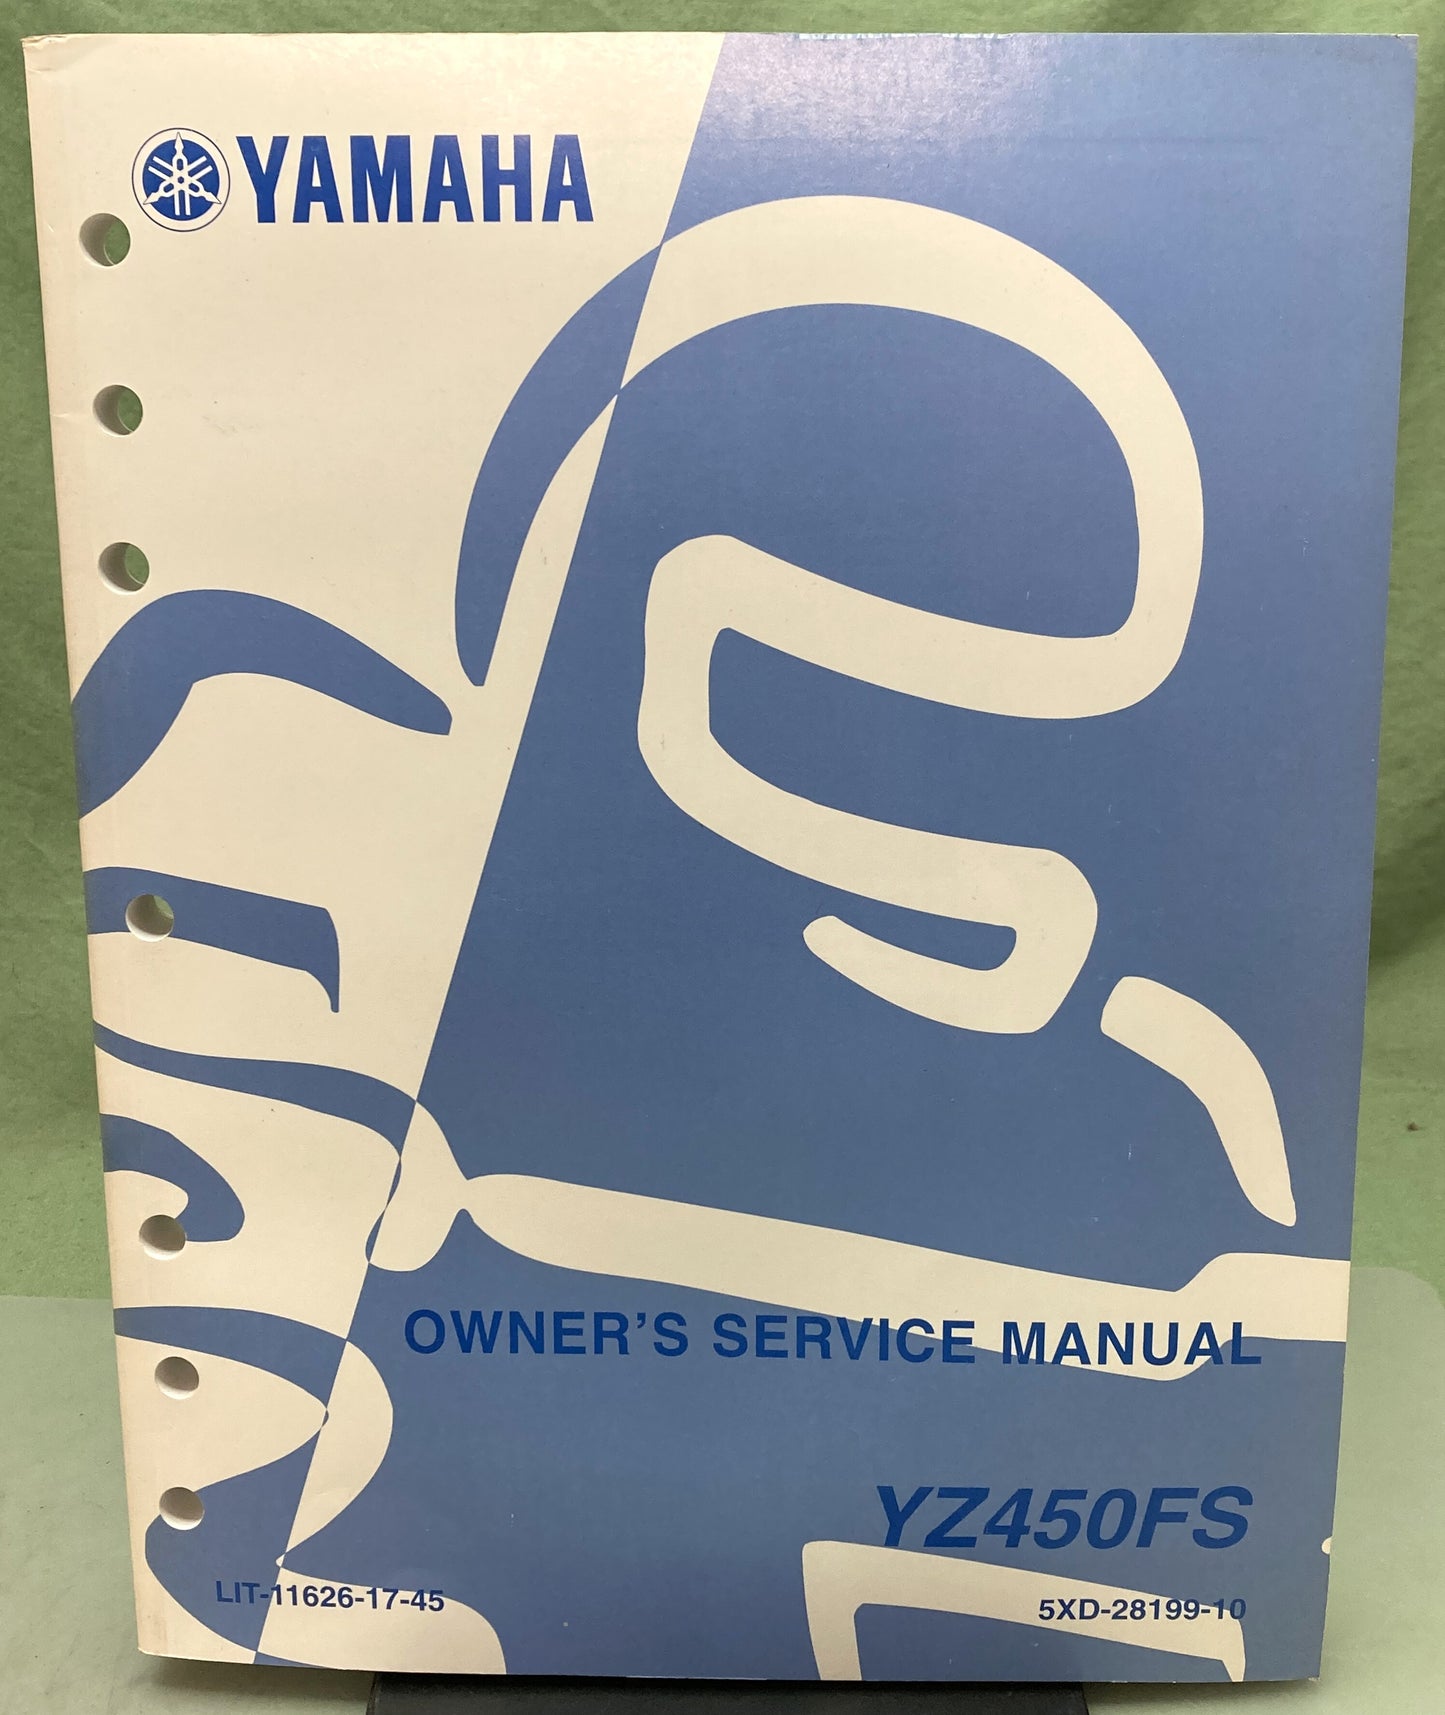 YAMAHA
OWNER'S SERVICE MANUAL
YZ450FS
LIT-11626-17-45
5XD-28199-10